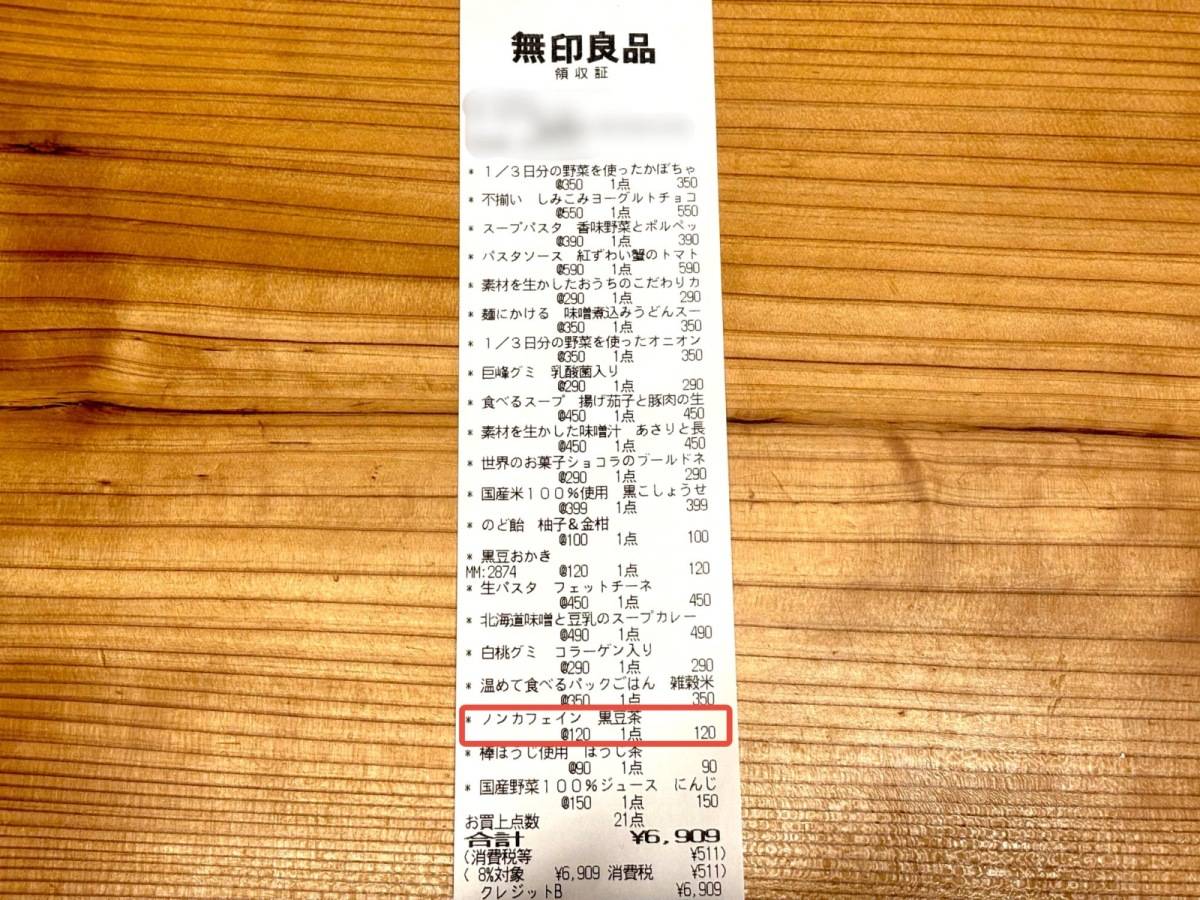 無印良品
領収証
* 1/3日分の野菜を使ったかぼちゃ
@350 1点 350
* 不揃い しみこみヨーグルトチョコ
@550 1点 550
* スープパスタ 香味野菜とポルペッ
@390 1点 390
* パスタソース 紅ずわい蟹のトマト
@590 1点 590
* 素材を生かしたおうちのこだわりカ
@290 1点 290
* 麺にかける 味噌煮込みうどんスー
@350 1点 350
* 1/3日分の野菜を使ったオニオン
@350 1点 350
* 巨峰グミ 乳酸菌入り
@290 1点 290
* 食べるスープ 揚げ茄子と豚肉の生
@450 1点 450
* 素材を生かした味噌汁 あさりと長
@450 1点 450
* 世界のお菓子ショコラのブールドネ
@290 1点 290
* 国産米100%使用 黒こしょうせ
@399 1点 399
* のど飴 柚子&金柑
@100 1点 100
* 黒豆おかき
MM:2874 @120 1点 120
* 生パスタ フェットチーネ
@450 1点 450
* 北海道味噌と豆乳のスープカレー
@490 1点 490
* 白桃グミ コラーゲン入り
@290 1点 290
* 温めて食べるパックごはん 雑穀米
@350 1点 350
* ノンカフェイン 黒豆茶
@120 1点 120
* 棒ほうじ使用 ほうじ茶
@90 1点 90
* 国産野菜100%ジュース にんじ
@150 1点 150
お買上点数 21点
合計 ¥6,909
(消費税等 ¥511)
( 8%対象 ¥6,909 消費税 ¥511)
クレジットB ¥6,909